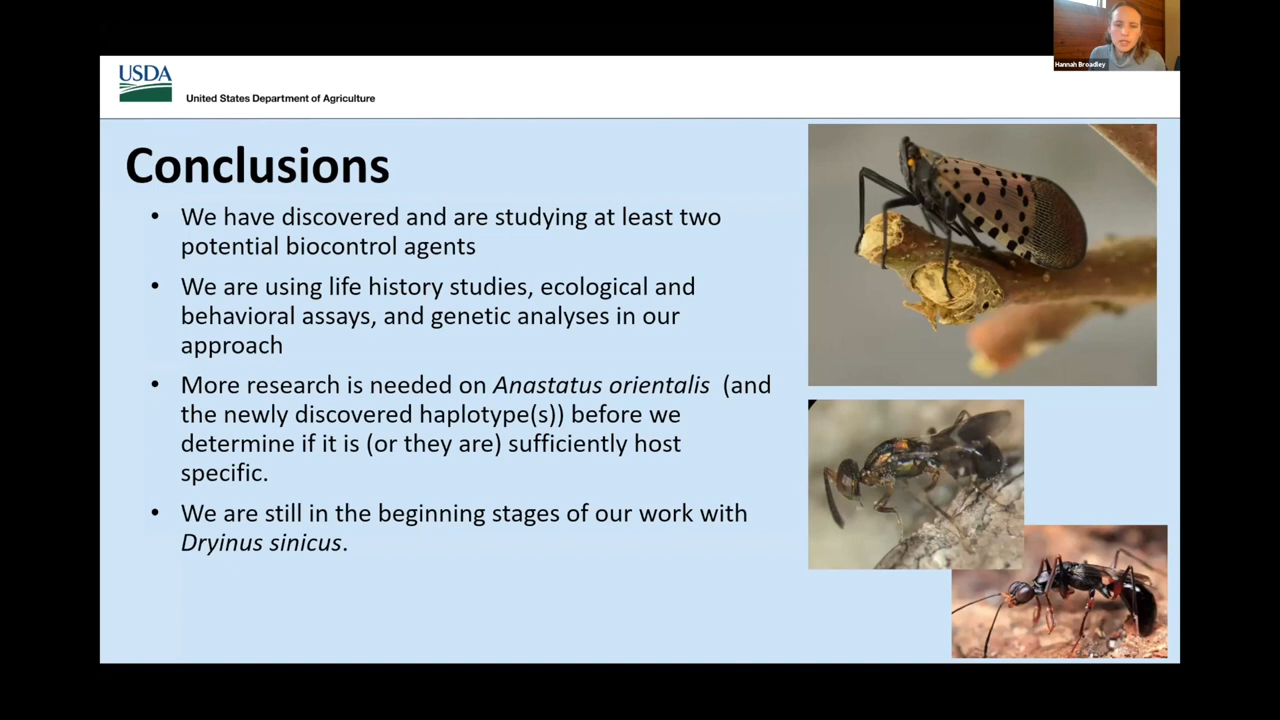 Hannah Broadley
USDA
United States Department of Agriculture
Conclusions
• We have discovered and are studying at least two
potential biocontrol agents
• We are using life history studies, ecological and
behavioral assays, and genetic analyses in our
approach
• More research is needed on Anastatus orientalis (and
the newly discovered haplotype(s)) before we
determine if it is (or they are) sufficiently host
specific.
• We are still in the beginning stages of our work with
Dryinus sinicus.